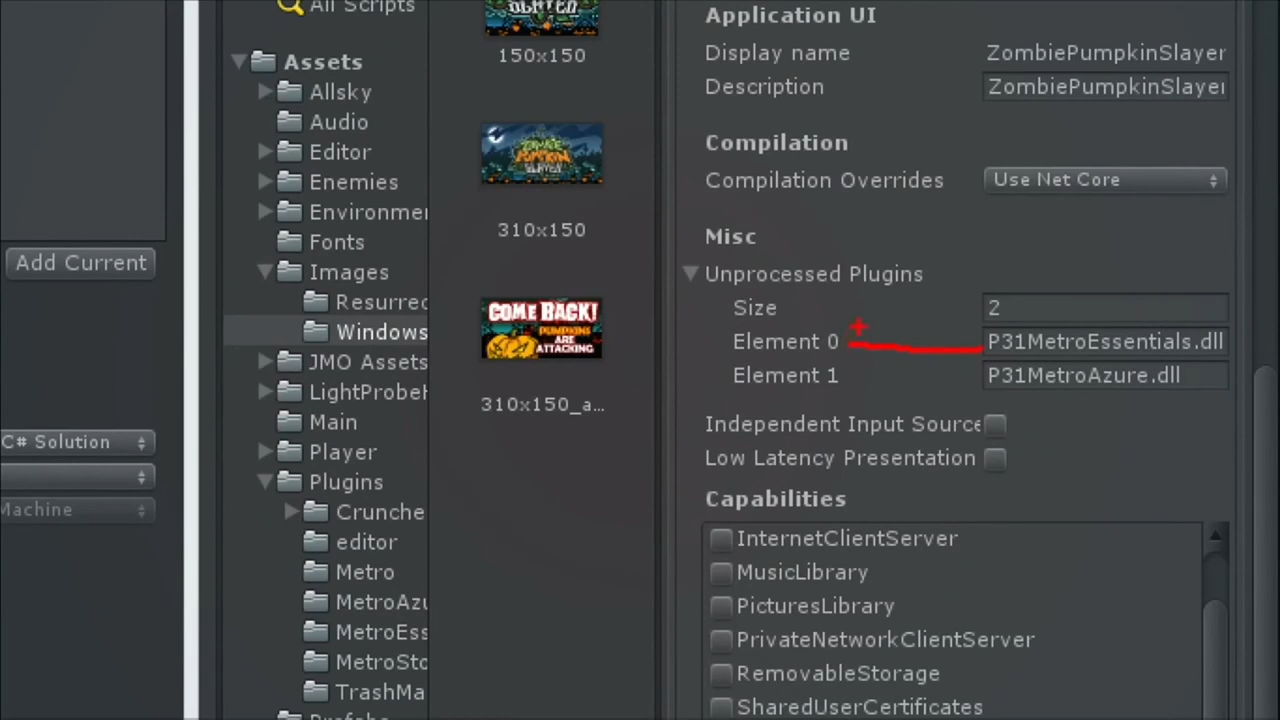 All Scripts
Assets
Allsky
Audio
Editor
Enemies
Environme
Fonts
Images
Resurrec
Windows
JMO Assets
LightProbe
Main
Player
Plugins
Crunche
editor
Metro
MetroAzu
MetroEss
MetroSto
TrashMa
Add Current
C# Solution
Machine
150x150
ZOMBIE
PUMPKIN
SLAYER
310x150
COME BACK!
PUMPKINS
ARE
ATTACKING
310x150_a...
Application UI
Display name ZombiePumpkinSlayer
Description ZombiePumpkinSlayer
Compilation
Compilation Overrides Use Net Core
Misc
Unprocessed Plugins
Size 2
Element 0 P31MetroEssentials.dll
Element 1 P31MetroAzure.dll
Independent Input Source
Low Latency Presentation
Capabilities
InternetClientServer
MusicLibrary
PicturesLibrary
PrivateNetworkClientServer
RemovableStorage
SharedUserCertificates